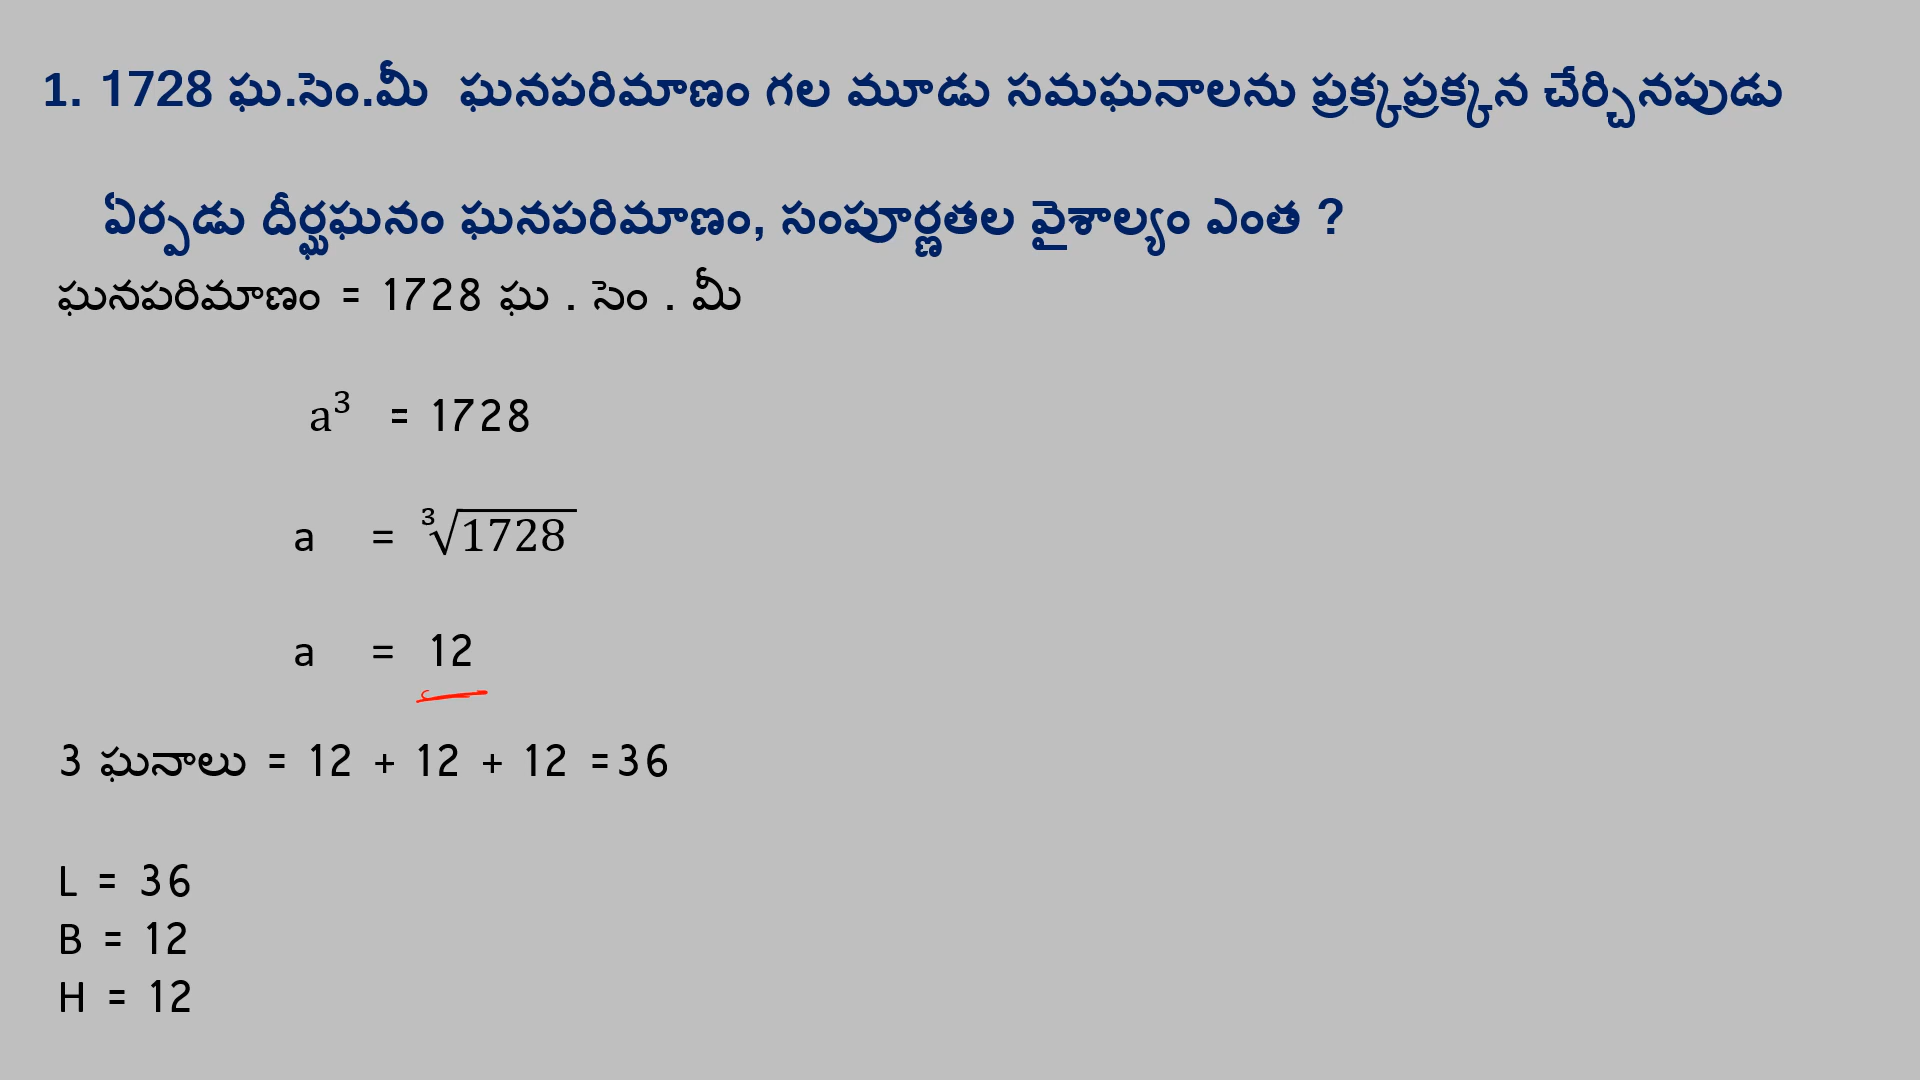 1. 1728 ఘ.సెం.మీ ఘనపరిమాణం గల మూడు సమఘనాలను ప్రక్కప్రక్కన చేర్చినపుడు
ఏర్పడు దీర్ఘఘనం ఘనపరిమాణం, సంపూర్ణతల వైశాల్యం ఎంత ?
ఘనపరిమాణం = 1728 ఘ . సెం . మీ
a³ = 1728
a = ∛1728
a = 12
3 ఘనాలు = 12 + 12 + 12 =36
L = 36
B = 12
H = 12